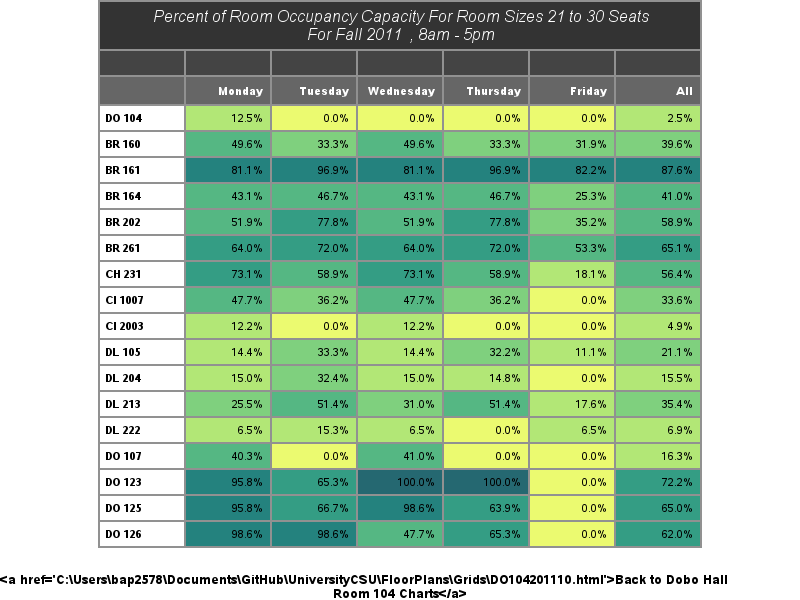 Percent of Room Occupancy Capacity For Room Sizes 21 to 30 Seats
For Fall 2011 , 8am - 5pm
Monday Tuesday Wednesday Thursday Friday All
DO 104 12.5% 0.0% 0.0% 0.0% 0.0% 2.5%
BR 160 49.6% 33.3% 49.6% 33.3% 31.9% 39.6%
BR 161 81.1% 96.9% 81.1% 96.9% 82.2% 87.6%
BR 164 43.1% 46.7% 43.1% 46.7% 25.3% 41.0%
BR 202 51.9% 77.8% 51.9% 77.8% 35.2% 58.9%
BR 261 64.0% 72.0% 64.0% 72.0% 53.3% 65.1%
CH 231 73.1% 58.9% 73.1% 58.9% 18.1% 56.4%
CI 1007 47.7% 36.2% 47.7% 36.2% 0.0% 33.6%
CI 2003 12.2% 0.0% 12.2% 0.0% 0.0% 4.9%
DL 105 14.4% 33.3% 14.4% 32.2% 11.1% 21.1%
DL 204 15.0% 32.4% 15.0% 14.8% 0.0% 15.5%
DL 213 25.5% 51.4% 31.0% 51.4% 17.6% 35.4%
DL 222 6.5% 15.3% 6.5% 0.0% 6.5% 6.9%
DO 107 40.3% 0.0% 41.0% 0.0% 0.0% 16.3%
DO 123 95.8% 65.3% 100.0% 100.0% 0.0% 72.2%
DO 125 95.8% 66.7% 98.6% 63.9% 0.0% 65.0%
DO 126 98.6% 98.6% 47.7% 65.3% 0.0% 62.0%
<a href='C:\Users\bap2578\Documents\GitHub\UniversityCSU\FloorPlans\Grids\DO104201110.html'>Back to Dobo Hall
Room 104 Charts</a>